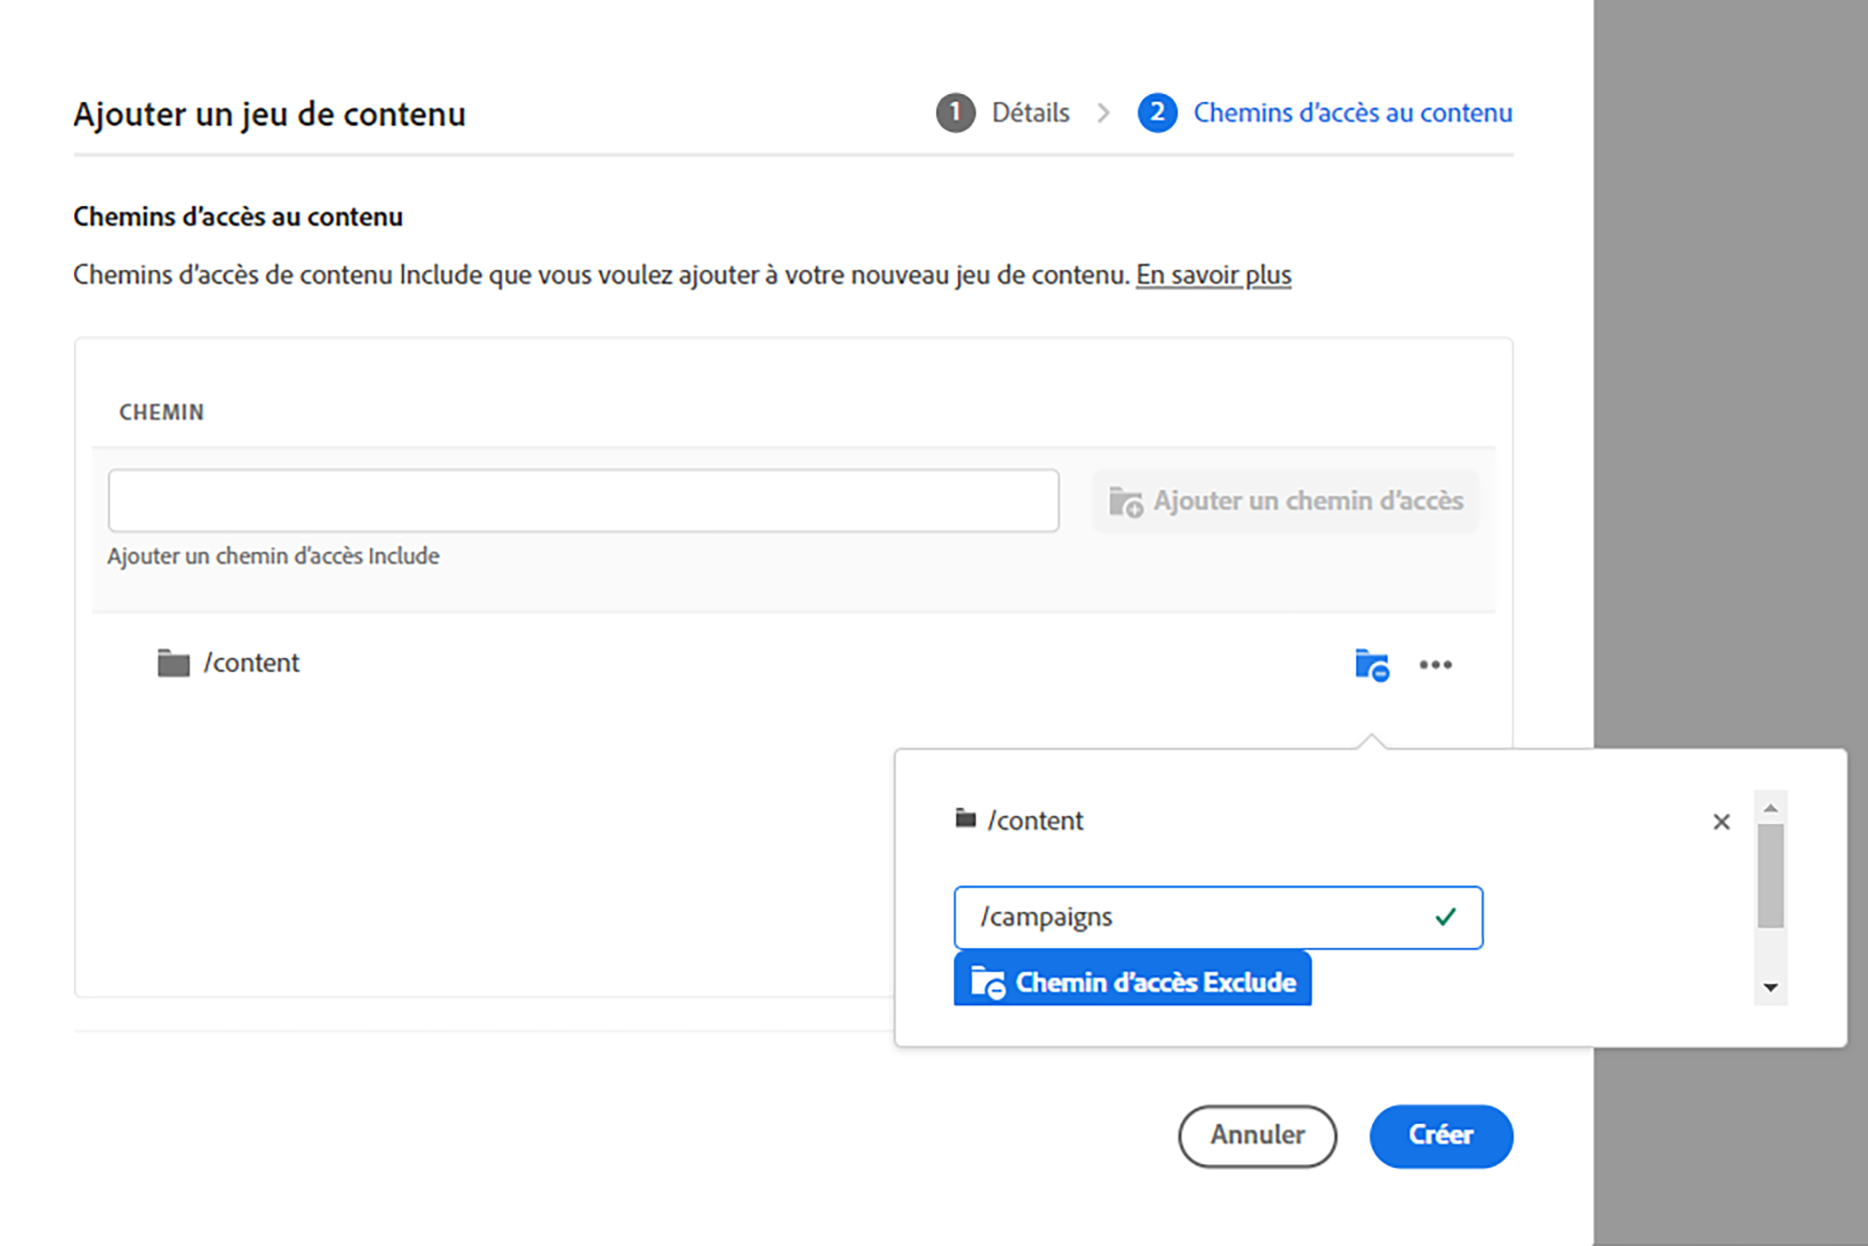 Ajouter un jeu de contenu
1 Détails > 2 Chemins d’accès au contenu
Chemins d’accès au contenu
Chemins d’accès de contenu Include que vous voulez ajouter à votre nouveau jeu de contenu. En savoir plus
CHEMIN
Ajouter un chemin d’accès
Ajouter un chemin d’accès Include
/content
/content
/campaigns
Chemin d’accès Exclude
Annuler
Créer